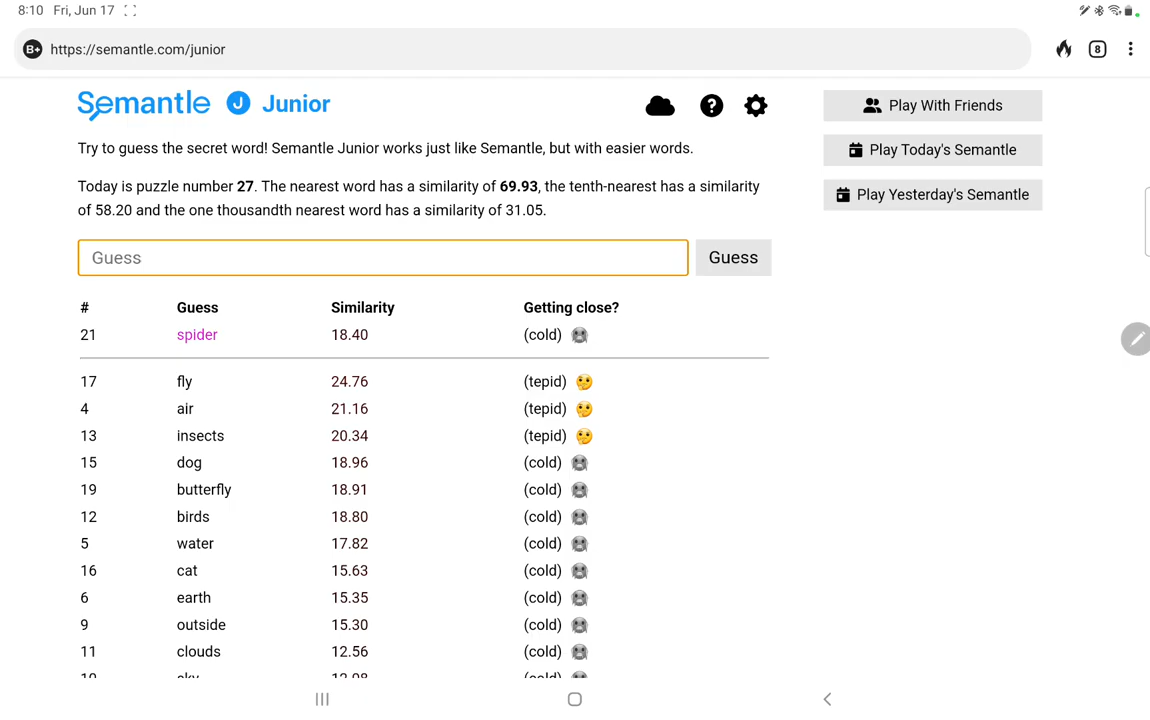 8:10 Fri, Jun 17
B+ https://semantle.com/junior 8
Semantle J Junior
Play With Friends
Try to guess the secret word! Semantle Junior works just like Semantle, but with easier words.
Play Today's Semantle
Today is puzzle number 27. The nearest word has a similarity of 69.93, the tenth-nearest has a similarity
of 58.20 and the one thousandth nearest word has a similarity of 31.05.
Play Yesterday's Semantle
Guess Guess
# Guess Similarity Getting close?
21 spider 18.40 (cold)
17 fly 24.76 (tepid)
4 air 21.16 (tepid)
13 insects 20.34 (tepid)
15 dog 18.96 (cold)
19 butterfly 18.91 (cold)
12 birds 18.80 (cold)
5 water 17.82 (cold)
16 cat 15.63 (cold)
6 earth 15.35 (cold)
9 outside 15.30 (cold)
11 clouds 12.56 (cold)